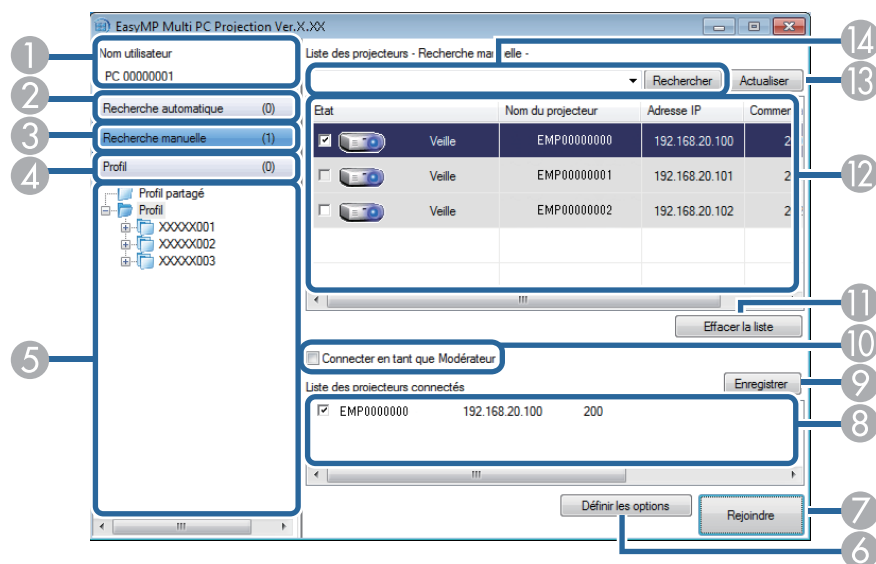 EasyMP Multi PC Projection Ver.X.XX
Nom utilisateur
PC 00000001
Recherche automatique (0)
Recherche manuelle (1)
Profil (0)
Profil partagé
Profil
XXXXX001
XXXXX002
XXXXX003
Liste des projecteurs - Recherche manuelle -
Rechercher
Actualiser
Etat Nom du projecteur Adresse IP
Veille EMP00000000 192.168.20.100
Veille EMP00000001 192.168.20.101
Veille EMP00000002 192.168.20.102
Effacer la liste
Connecter en tant que Modérateur
Liste des projecteurs connectés
Enregistrer
EMP0000000 192.168.20.100 200
Définir les options
Rejoindre
1
2
3
4
5
6
7
8
9
10
11
12
13
14